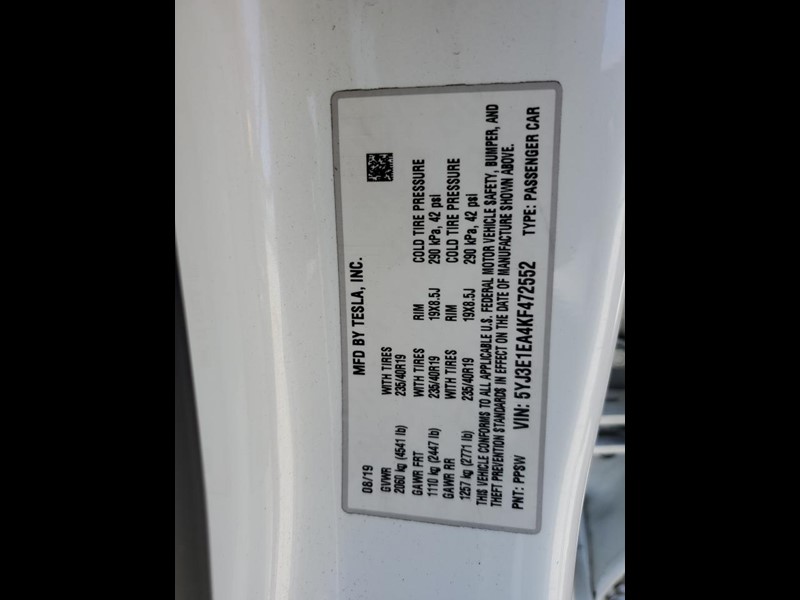 MFD BY TESLA, INC.
08/19
GVWR WITH TIRES
2060 kg (4541 lb) 235/40R19
GAWR FRT WITH TIRES RIM COLD TIRE PRESSURE
1110 kg (2447 lb) 235/40R19 19X8.5J 290 kPa, 42 psi
GAWR RR WITH TIRES RIM COLD TIRE PRESSURE
1257 kg (2771 lb) 235/40R19 19X8.5J 290 kPa, 42 psi
THIS VEHICLE CONFORMS TO ALL APPLICABLE U.S. FEDERAL MOTOR VEHICLE SAFETY, BUMPER, AND
THEFT PREVENTION STANDARDS IN EFFECT ON THE DATE OF MANUFACTURE SHOWN ABOVE.
PNT: PPSW VIN: 5YJ3E1EA4KF472552 TYPE: PASSENGER CAR